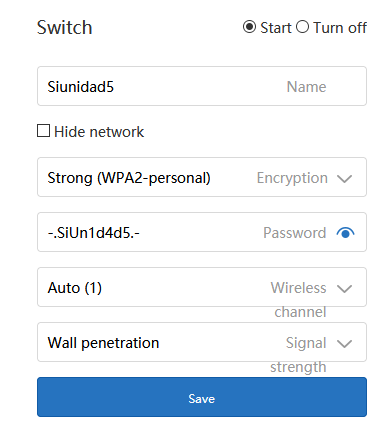 Switch Start Turn off
Siunidad5 Name
Hide network
Strong (WPA2-personal) Encryption
-.SiUn1d4d5.- Password
Auto (1) Wireless
channel
Wall penetration Signal
strength
Save